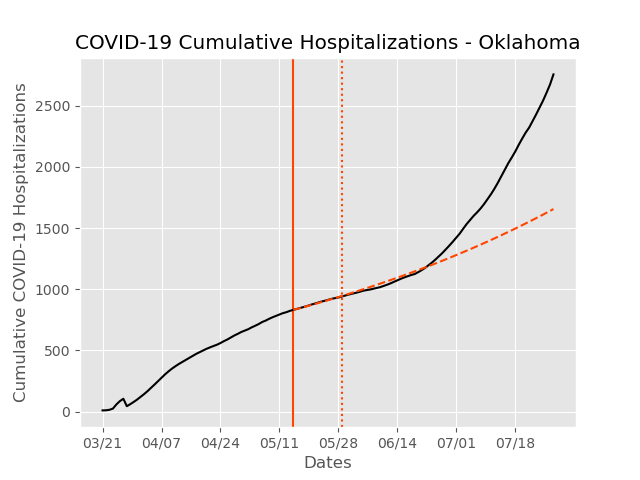 COVID-19 Cumulative Hospitalizations - Oklahoma
Cumulative COVID-19 Hospitalizations
2500
2000
1500
1000
500
0
03/21 04/07 04/24 05/11 05/28 06/14 07/01 07/18
Dates